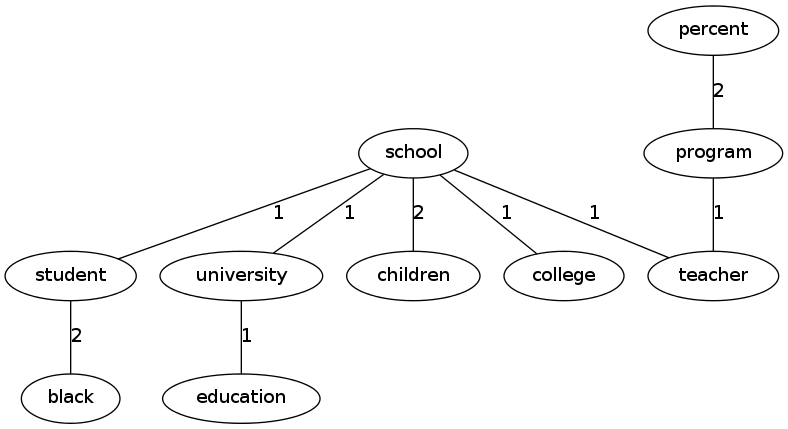 percent
2
school
program
1
1
2
1
1
1
student
university
children
college
teacher
2
1
black
education